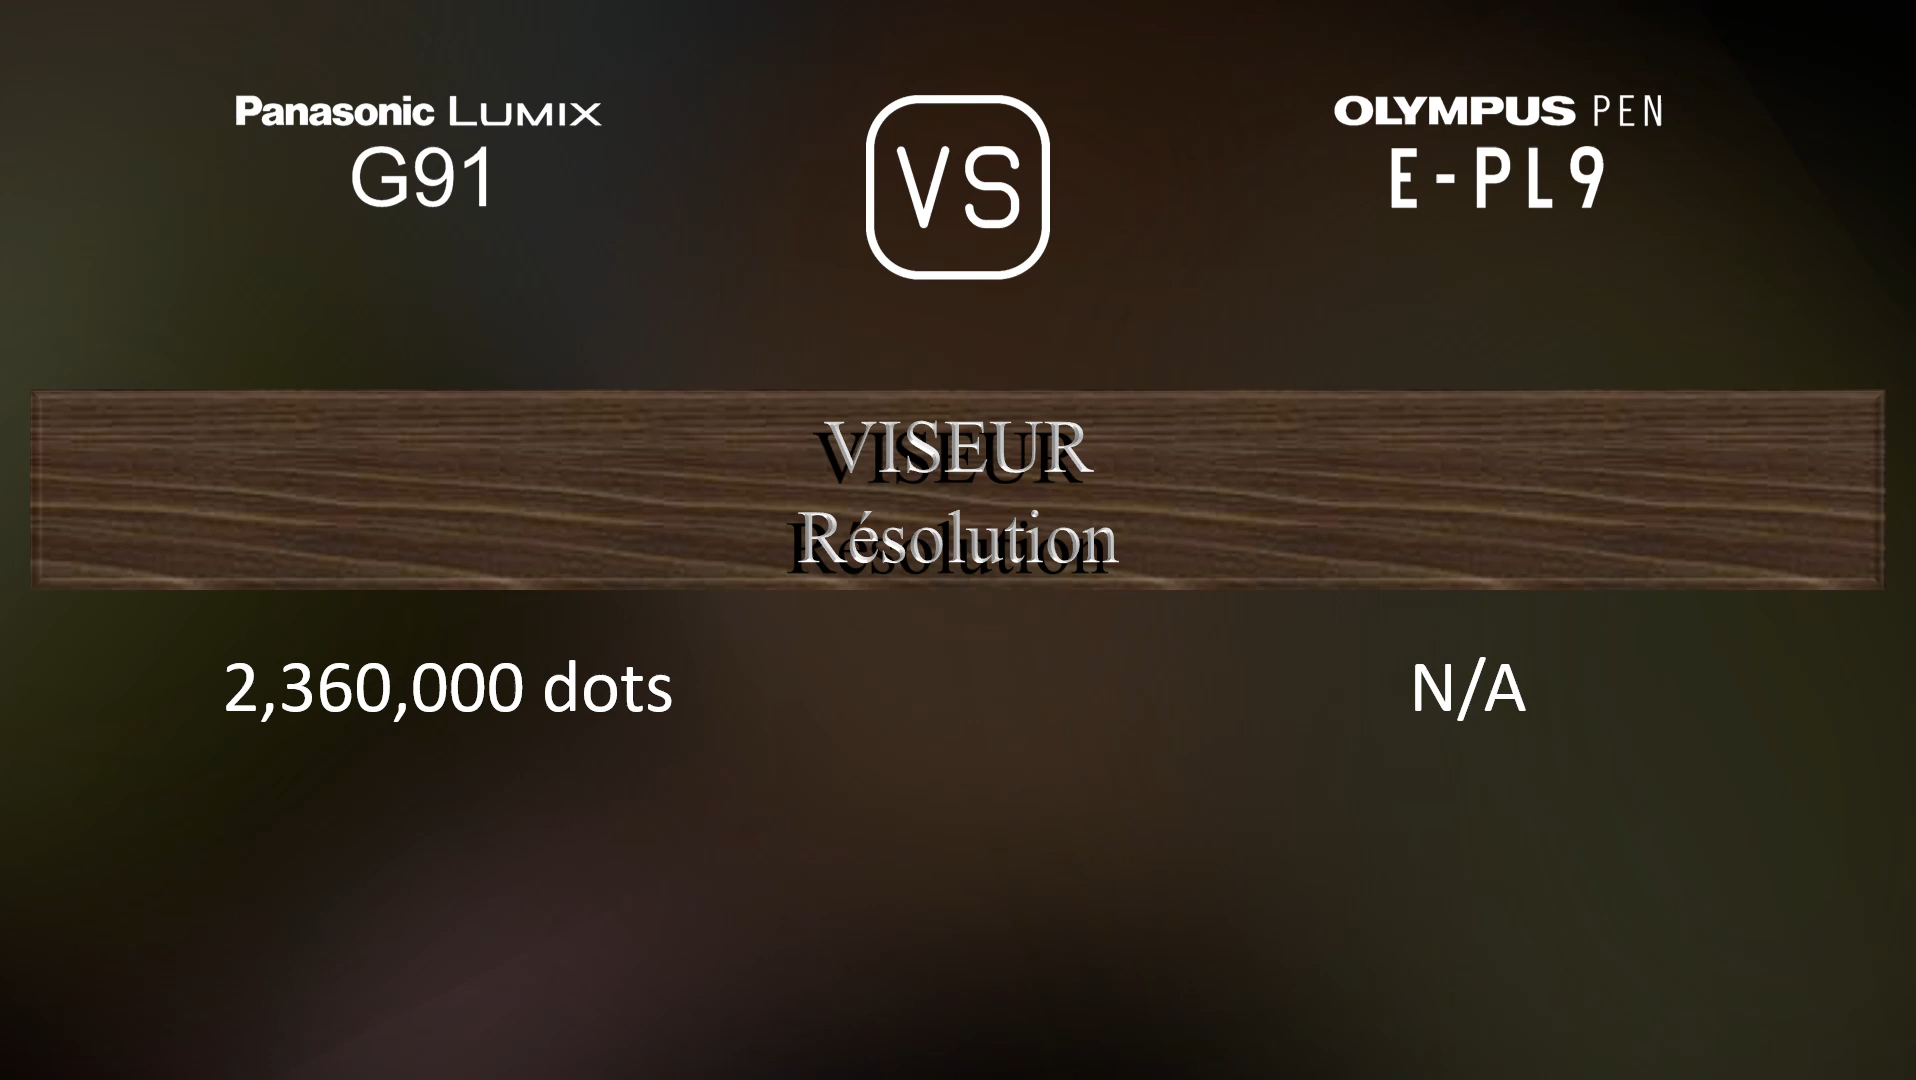 Panasonic LUMIX
G91
VS
OLYMPUS PEN
E-PL9
VISEUR
Résolution
2,360,000 dots
N/A